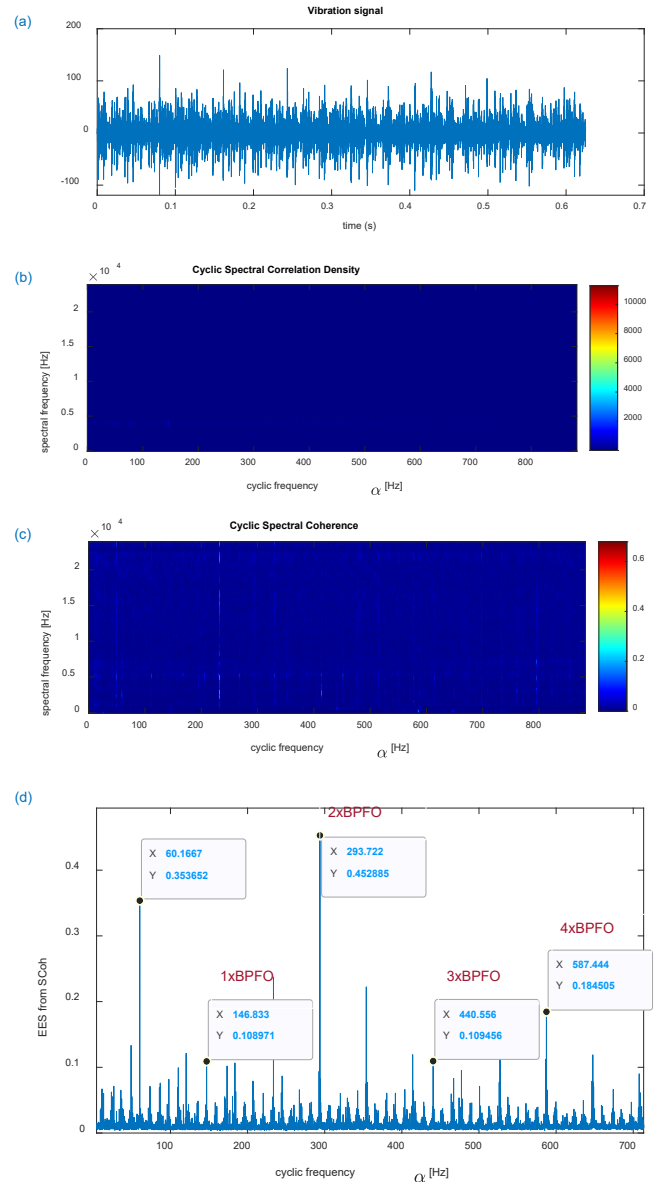 (a)
Vibration signal
200
100
0
-100
0 0.1 0.2 0.3 0.4 0.5 0.6 0.7
time (s)
(b)
× 10 4
Cyclic Spectral Correlation Density
2
1.5
1
0.5
0
spectral frequency [Hz]
0 100 200 300 400 500 600 700 800
cyclic frequency α [Hz]
10000
8000
6000
4000
2000
(c)
× 10 4
Cyclic Spectral Coherence
2
1.5
1
0.5
0
spectral frequency [Hz]
0 100 200 300 400 500 600 700 800
cyclic frequency α [Hz]
0.6
0.4
0.2
0
(d)
2xBPFO
X 60.1667
Y 0.353652
X 293.722
Y 0.452885
4xBPFO
1xBPFO
3xBPFO
X 587.444
Y 0.184505
X 146.833
Y 0.108971
X 440.556
Y 0.109456
0.4
0.3
0.2
0.1
0
EES from SCoh
100 200 300 400 500 600 700
cyclic frequency α [Hz]